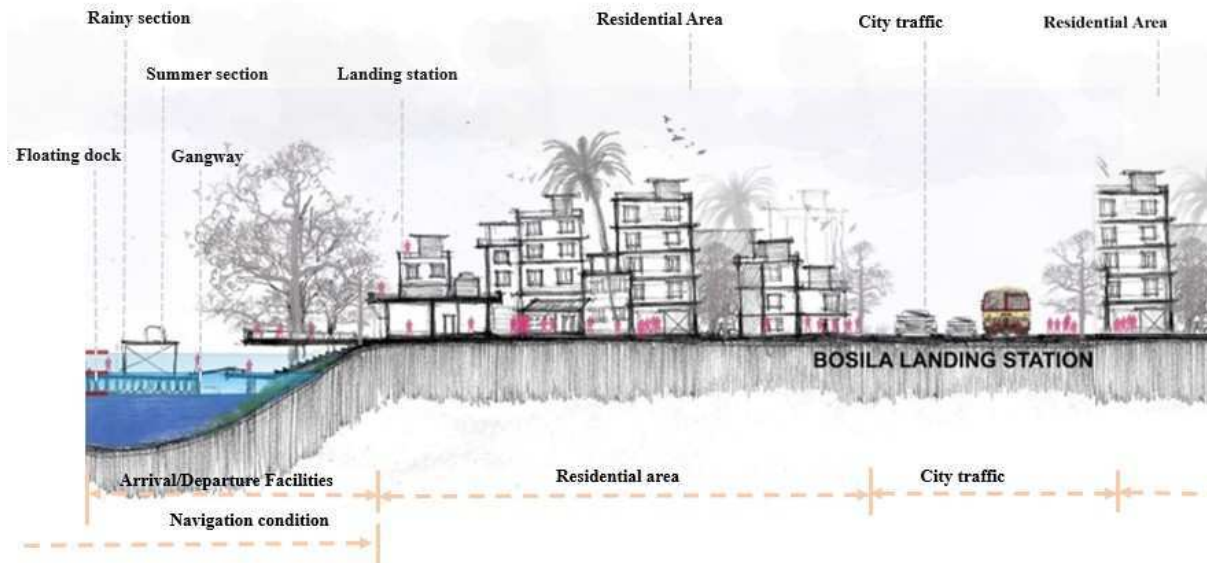 Rainy section
Residential Area
City traffic
Residential Area
Summer section
Landing station
Floating dock
Gangway
BOSILA LANDING STATION
Arrival/Departure Facilities
Residential area
City traffic
Navigation condition